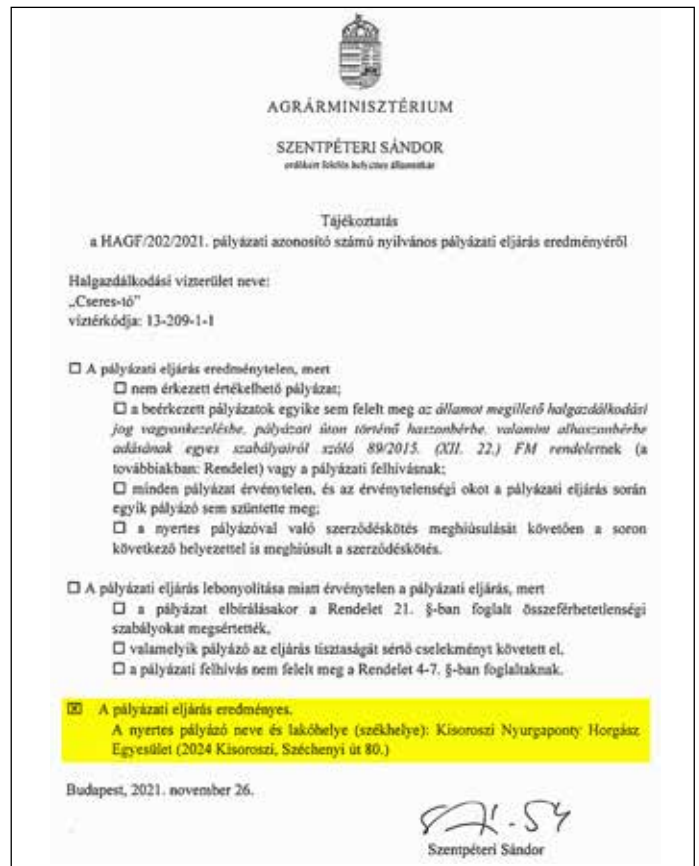 AGRÁRMINISZTÉRIUM
SZENTPÉTERI SÁNDOR
erdőkért felelős helyettes államtitkár
Tájékoztatás
a HAGF/202/2021. pályázati azonosító számú nyilvános pályázati eljárás eredményéről
Halgazdálkodási vízterület neve:
„Cseres-tó”
víztérkódja: 13-209-1-1
☐ A pályázati eljárás eredménytelen, mert
☐ nem érkezett értékelhető pályázat;
☐ a beérkezett pályázatok egyike sem felelt meg az államot megillető halgazdálkodási
jog vagyonkezelésbe, pályázati úton történő haszonbérbe, valamint alhaszonbérbe
adásának egyes szabályairól szóló 89/2015. (XII. 22.) FM rendeletnek (a
továbbiakban: Rendelet) vagy a pályázati felhívásnak;
☐ minden pályázat érvénytelen, és az érvénytelenségi okot a pályázati eljárás során
egyik pályázó sem szüntette meg;
☐ a nyertes pályázóval való szerződéskötés meghiúsulását követően a soron
következő helyezettel is meghiúsult a szerződéskötés.
☐ A pályázati eljárás lebonyolítása miatt érvénytelen a pályázati eljárás, mert
☐ a pályázat elbírálásakor a Rendelet 21. §-ban foglalt összeférhetetlenségi
szabályokat megsértették,
☐ valamelyik pályázó az eljárás tisztaságát sértő cselekményt követett el,
☐ a pályázati felhívás nem felelt meg a Rendelet 4-7. §-ban foglaltaknak.
☒ A pályázati eljárás eredményes.
A nyertes pályázó neve és lakóhelye (székhelye): Kisoroszi Nyurgaponty Horgász
Egyesület (2024 Kisoroszi, Széchenyi út 80.)
Budapest, 2021. november 26.
Szentpéteri Sándor